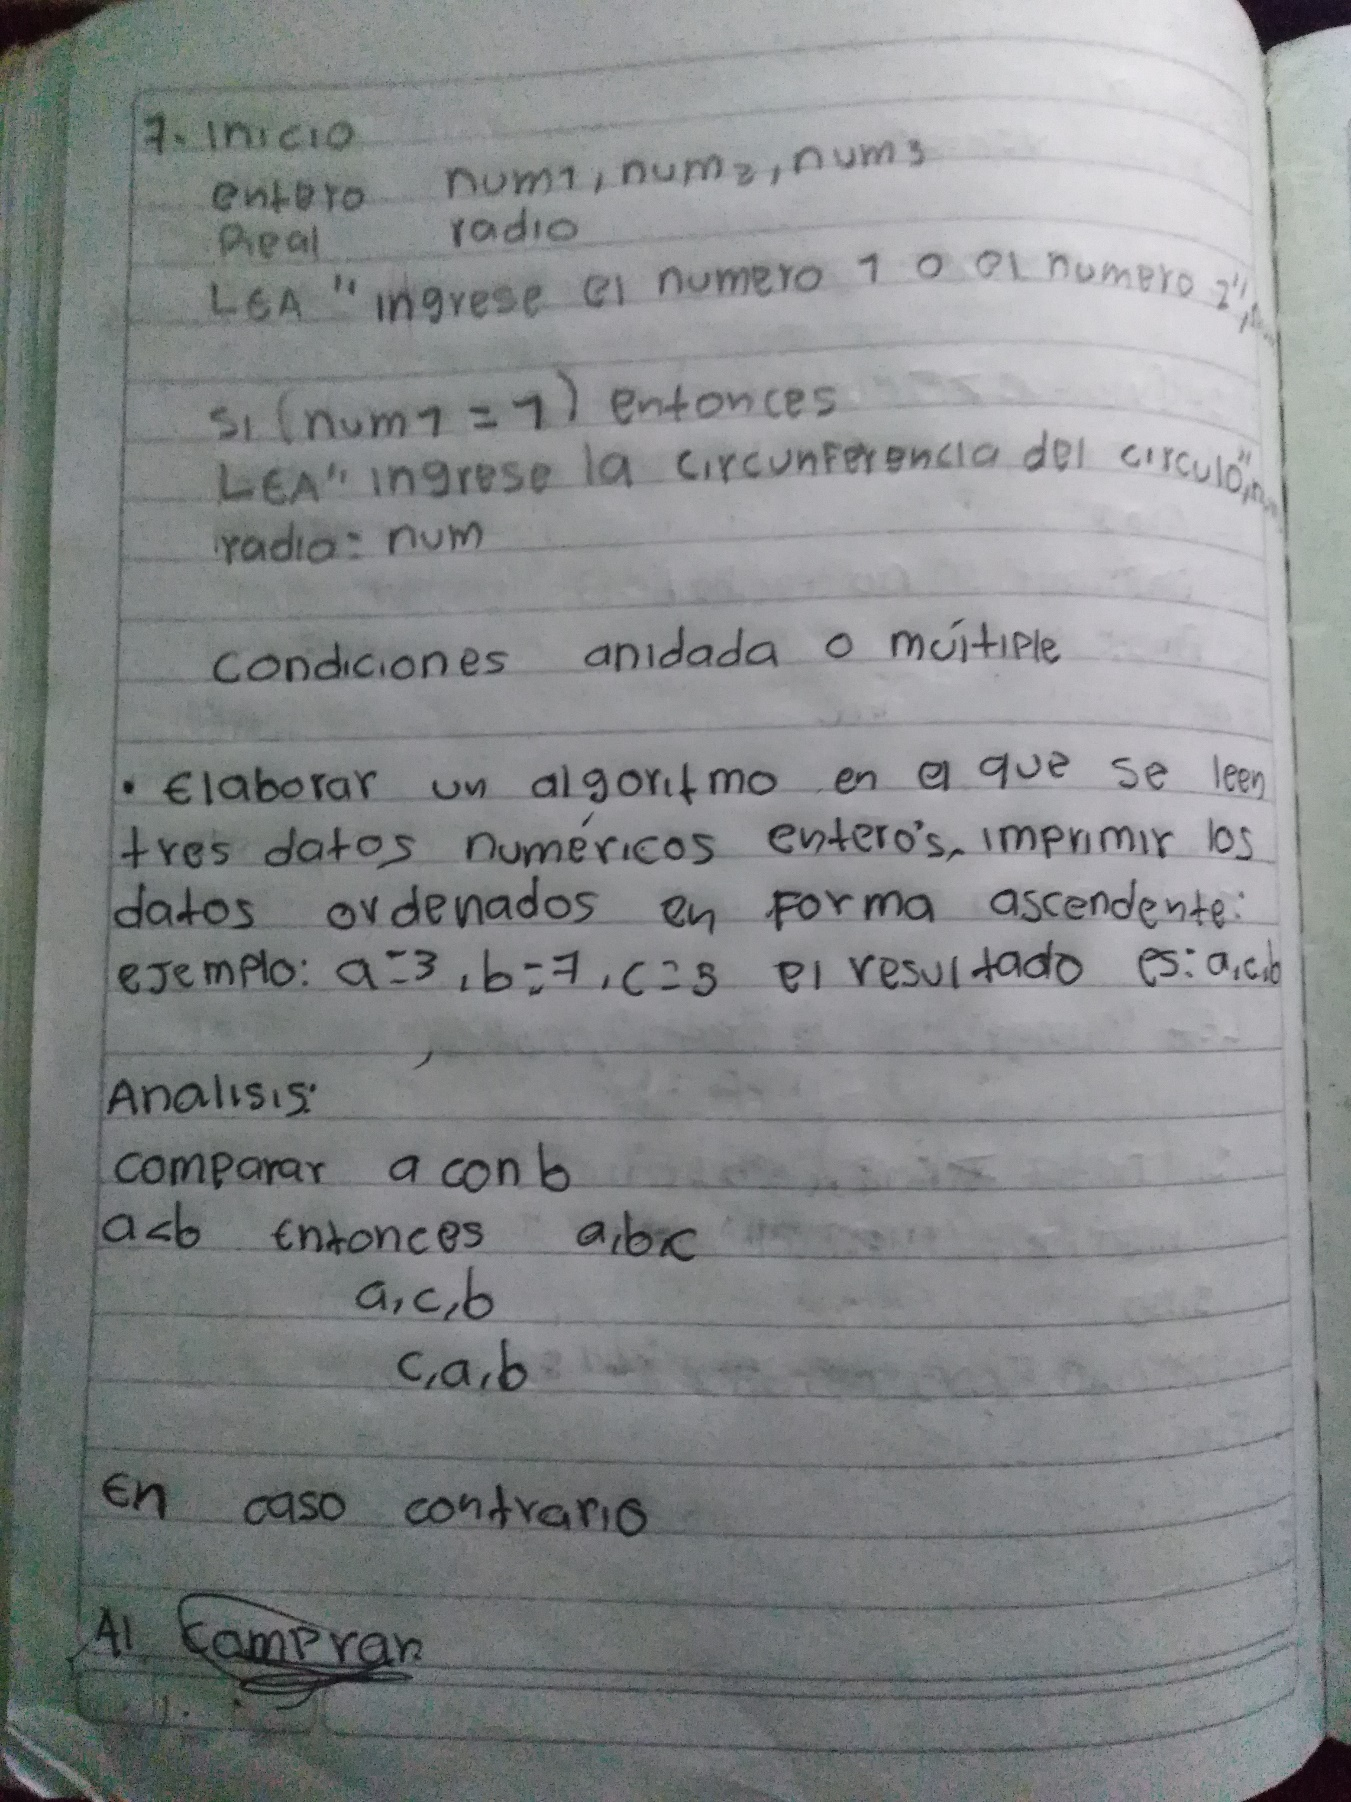 7. Inicio
entero num1, num2, num3
Real radio
LEA "ingrese el numero 1 o el numero 2",
Si (num1 = 1) entonces
LEA" ingrese la circunferencia del circulo",
radio= num
condiciones anidada o múltiple
• Elaborar un algoritmo en el que se leen
tres datos numéricos entero's, imprimir los
datos ordenados en Forma ascendente:
ejemplo: a=3, b=7, c=5 el resultado es: a,c,b
Analisis:
comparar a con b
a<b Entonces a,b,c
a,c,b
c,a,b
En caso contrario
Al comprar